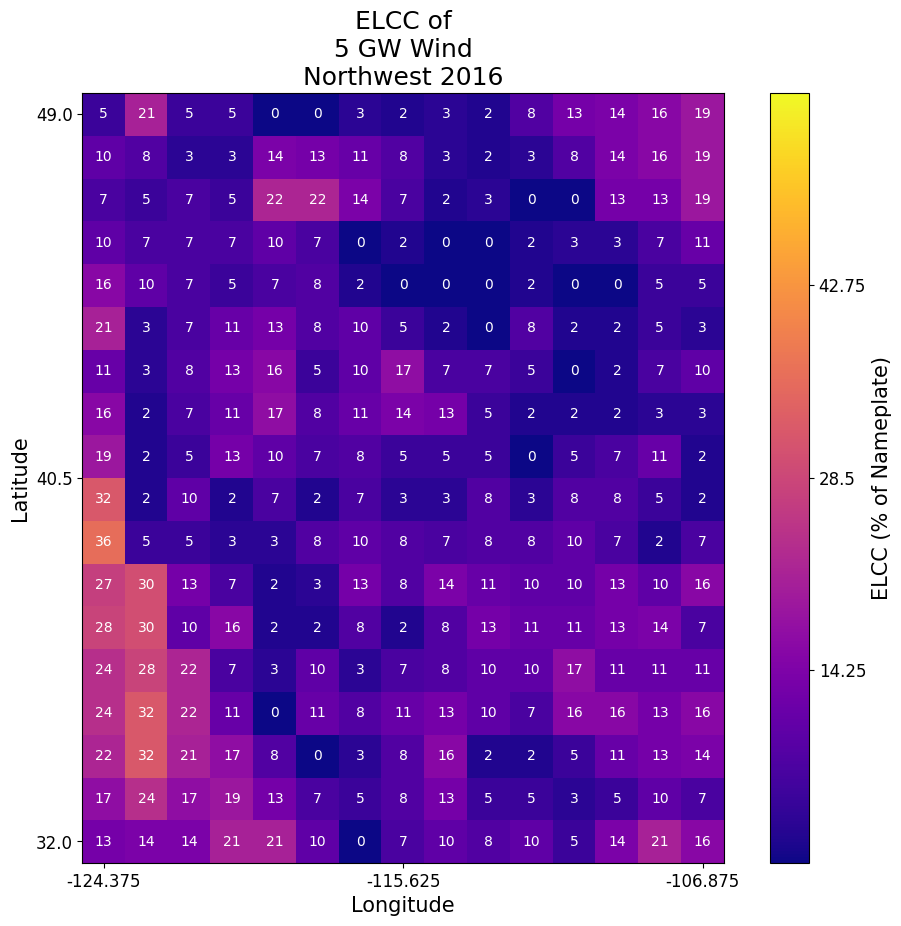 ELCC of
5 GW Wind
Northwest 2016
49.0 5 21 5 5 0 0 3 2 3 2 8 13 14 16 19
10 8 3 3 14 13 11 8 3 2 3 8 14 16 19
7 5 7 5 22 22 14 7 2 3 0 0 13 13 19
10 7 7 7 10 7 0 2 0 0 2 3 3 7 11
16 10 7 5 7 8 2 0 0 0 2 0 0 5 5
42.75
21 3 7 11 13 8 10 5 2 0 8 2 2 5 3
11 3 8 13 16 5 10 17 7 7 5 0 2 7 10
16 2 7 11 17 8 11 14 13 5 2 2 2 3 3
19 2 5 13 10 7 8 5 5 5 0 5 7 11 2
Latitude
40.5
28.5
ELCC (% of Nameplate)
32 2 10 2 7 2 7 3 3 8 3 8 8 5 2
36 5 5 3 3 8 10 8 7 8 8 10 7 2 7
27 30 13 7 2 3 13 8 14 11 10 10 13 10 16
28 30 10 16 2 2 8 2 8 13 11 11 13 14 7
24 28 22 7 3 10 3 7 8 10 10 17 11 11 11
14.25
24 32 22 11 0 11 8 11 13 10 7 16 16 13 16
22 32 21 17 8 0 3 8 16 2 2 5 11 13 14
17 24 17 19 13 7 5 8 13 5 5 3 5 10 7
32.0 13 14 14 21 21 10 0 7 10 8 10 5 14 21 16
-124.375 -115.625 -106.875
Longitude